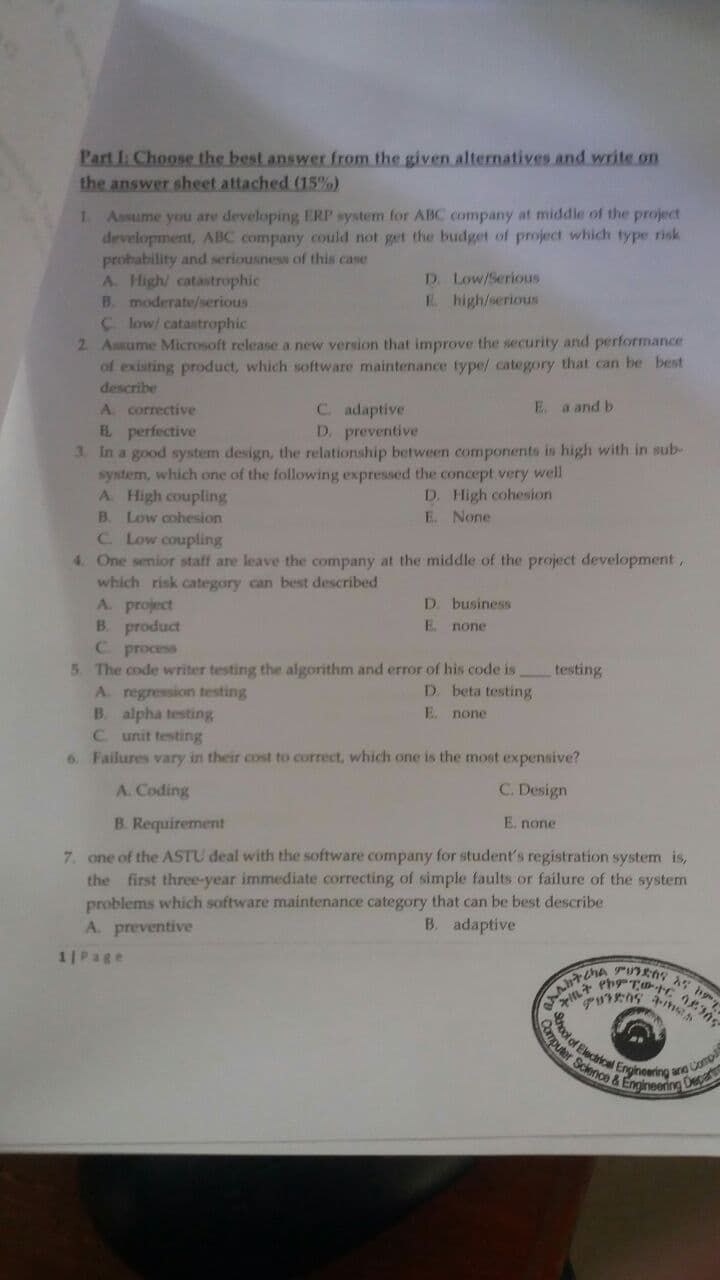 Part I: Choose the best answer from the given alternatives and write on
the answer sheet attached (15%)
1. Assume you are developing ERP system for ABC company at middle of the project
development, ABC company could not get the budget of project which type risk
probability and seriousness of this case
A. High/ catastrophic D. Low/Serious
B. moderate/serious E. high/serious
C. low/ catastrophic
2. Assume Microsoft release a new version that improve the security and performance
of existing product, which software maintenance type/ category that can be best
describe
A. corrective C. adaptive E. a and b
B. perfective D. preventive
3. In a good system design, the relationship between components is high with in sub-
system, which one of the following expressed the concept very well
A. High coupling D. High cohesion
B. Low cohesion E. None
C. Low coupling
4. One senior staff are leave the company at the middle of the project development ,
which risk category can best described
A. project D. business
B. product E. none
C. process
5. The code writer testing the algorithm and error of his code is ____ testing
A. regression testing D. beta testing
B. alpha testing E. none
C. unit testing
6. Failures vary in their cost to correct, which one is the most expensive?
A. Coding C. Design
B. Requirement E. none
7. one of the ASTU deal with the software company for student's registration system is,
the first three-year immediate correcting of simple faults or failure of the system
problems which software maintenance category that can be best describe
A. preventive B. adaptive
1 | Page
ምህንድስና እና
ምህንድስና
School of Electrical Engineering and
Computer Science & Engineering